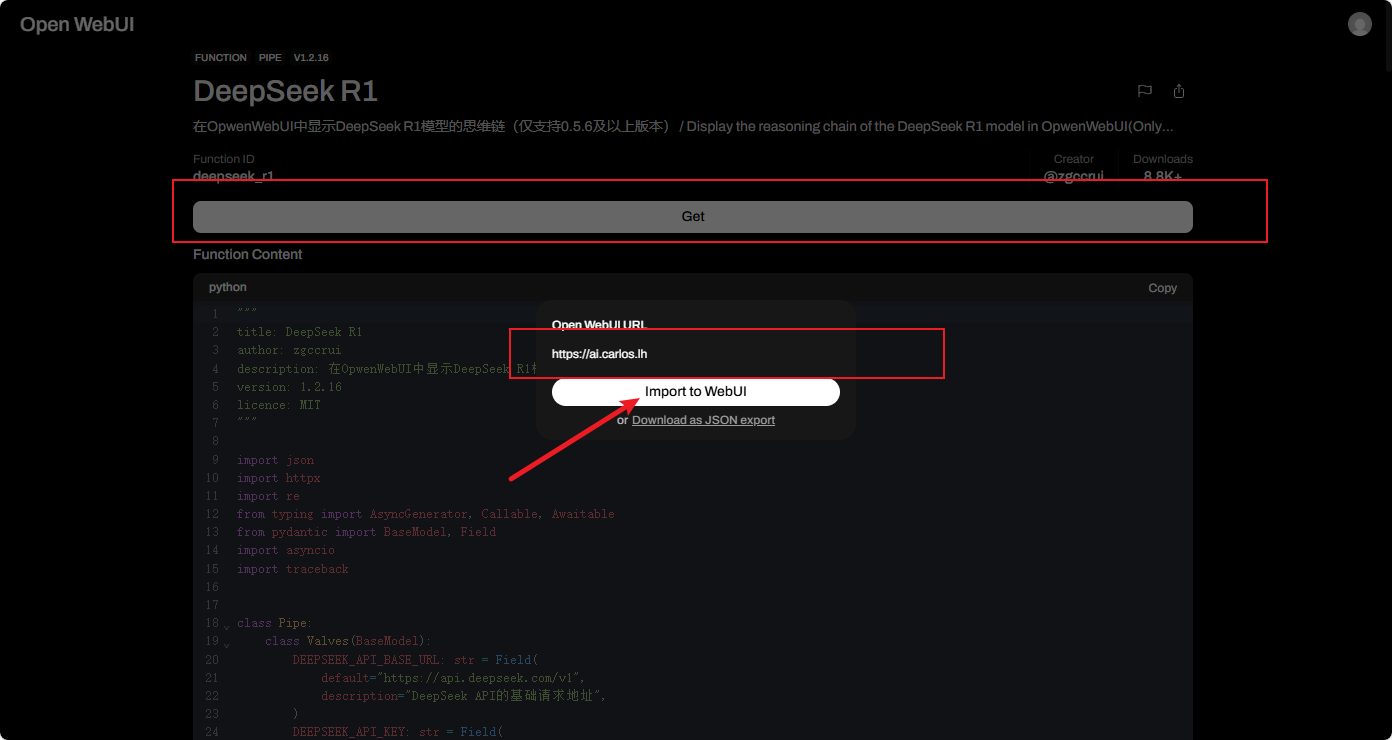 Open WebUI
FUNCTION PIPE V1.2.16
DeepSeek R1
在OpwenWebUI中显示DeepSeek R1模型的思维链（仅支持0.5.6及以上版本） / Display the reasoning chain of the DeepSeek R1 model in OpwenWebUI(Only...
Function ID
deepseek_r1
Creator
@zgccrui
Downloads
8.8K+
Get
Function Content
python
Copy
Open WebUI URL
https://ai.carlos.lh
Import to WebUI
or Download as JSON export
1 """
2 title: DeepSeek R1
3 author: zgccrui
4 description: 在OpwenWebUI中显示DeepSeek R1
5 version: 1.2.16
6 licence: MIT
7 """
8
9 import json
10 import httpx
11 import re
12 from typing import AsyncGenerator, Callable, Awaitable
13 from pydantic import BaseModel, Field
14 import asyncio
15 import traceback
16
17
18 class Pipe:
19 class Valves(BaseModel):
20 DEEPSEEK_API_BASE_URL: str = Field(
21 default="https://api.deepseek.com/v1",
22 description="DeepSeek API的基础请求地址",
23 )
24 DEEPSEEK_API_KEY: str = Field(